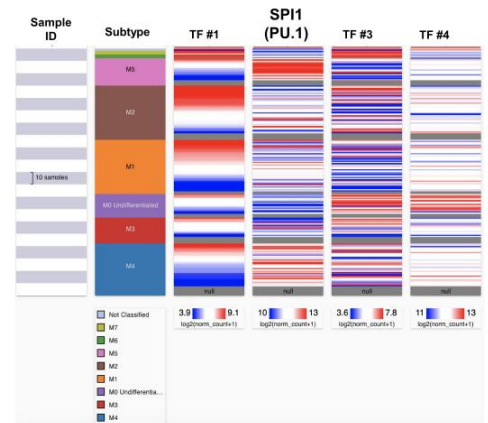 Sample
ID
Subtype
TF #1
SPI1
(PU.1)
TF #3
TF #4
M5
M2
M1
M0 Undifferentiated
M3
M4
10 samples
null
null
null
null
Not Classified
M7
M6
M5
M2
M1
M0 Undifferentia...
M3
M4
3.9 9.1
log2(norm_count+1)
10 13
log2(norm_count+1)
3.6 7.8
log2(norm_count+1)
11 13
log2(norm_count+1)